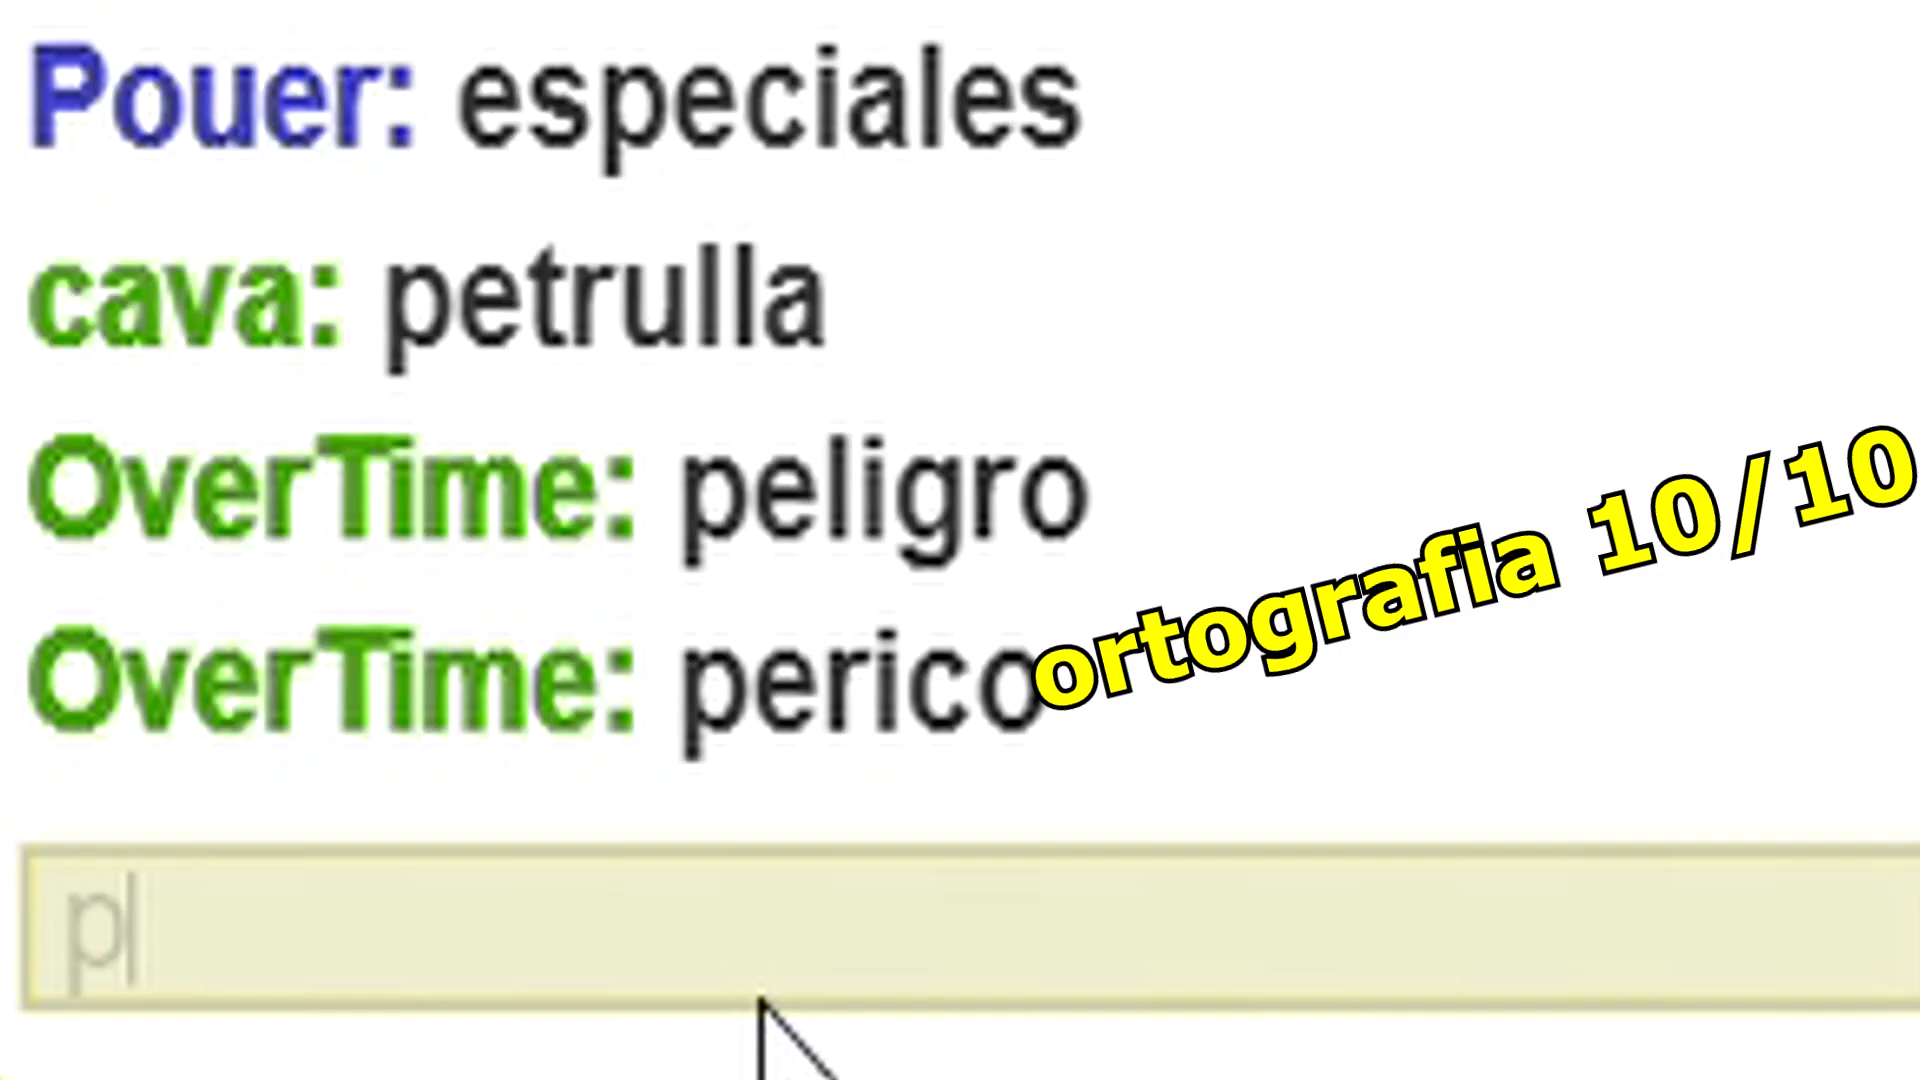 Pouer: especiales
cava: petrulla
OverTime: peligro
OverTime: perico
ortografia 10/10
p